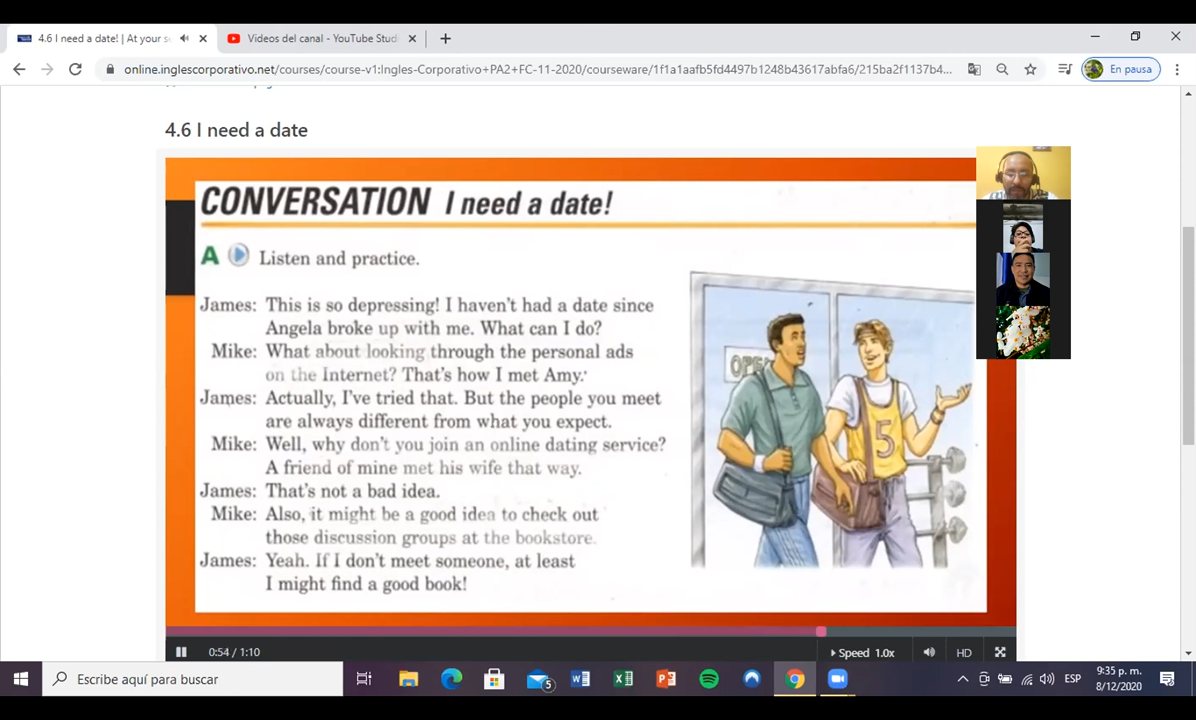 4.6 I need a date! | At your s
Videos del canal - YouTube Studi
online.inglescorporativo.net/courses/course-v1:Ingles-Corporativo+PA2+FC-11-2020/courseware/1f1a1aafb5fd4497b1248b43617abfa6/215ba2f1137b4...
En pausa
4.6 I need a date
CONVERSATION I need a date!
A Listen and practice.
James: This is so depressing! I haven't had a date since
Angela broke up with me. What can I do?
Mike: What about looking through the personal ads
on the Internet? That's how I met Amy.
James: Actually, I've tried that. But the people you meet
are always different from what you expect.
Mike: Well, why don't you join an online dating service?
A friend of mine met his wife that way.
James: That's not a bad idea.
Mike: Also, it might be a good idea to check out
those discussion groups at the bookstore.
James: Yeah. If I don't meet someone, at least
I might find a good book!
OPE
5
0:54 / 1:10
Speed 1.0x
HD
Escribe aquí para buscar
5
ESP
9:35 p. m.
8/12/2020